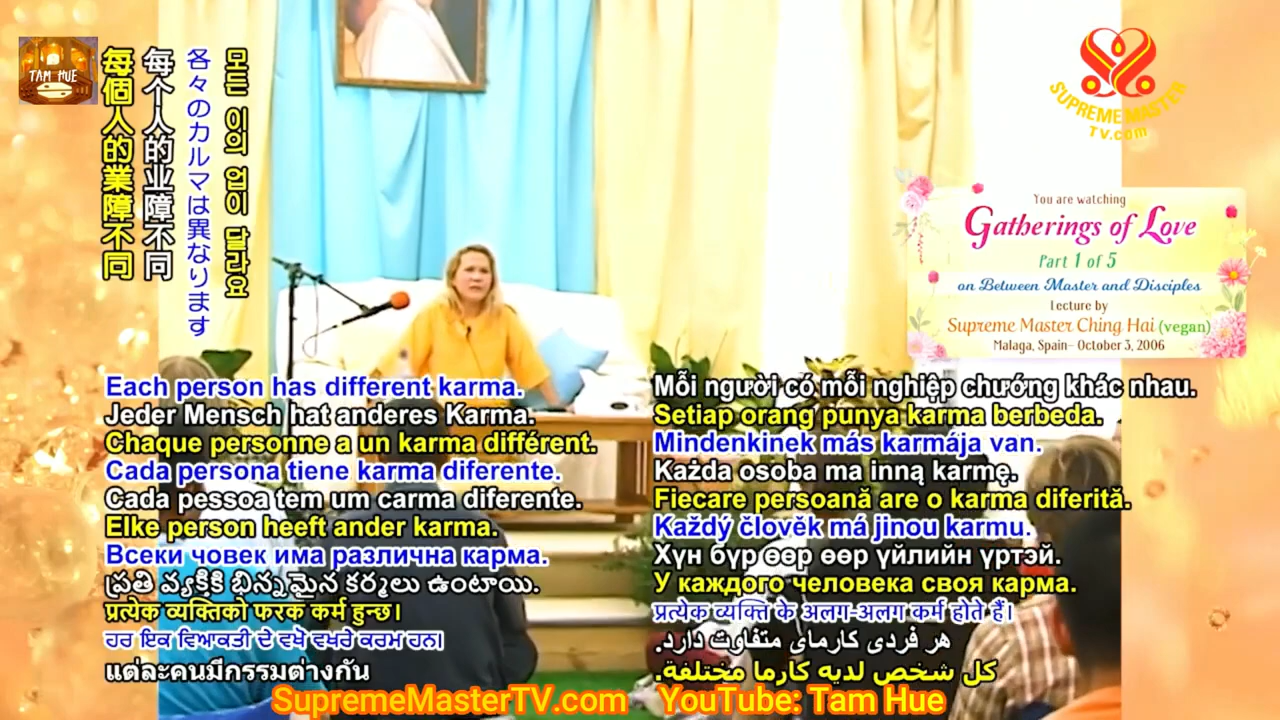 TAM HUE
每個人的業障不同
每个人的业障不同
各々のカルマは異なります
모든 이의 업이 달라요
SUPREME MASTER
TV.com
You are watching
Gatherings of Love
Part 1 of 5
on Between Master and Disciples
Lecture by
Supreme Master Ching Hai (vegan)
Malaga, Spain– October 3, 2006
Each person has different karma.
Jeder Mensch hat anderes Karma.
Chaque personne a un karma différent.
Cada persona tiene karma diferente.
Cada pessoa tem um carma diferente.
Elke person heeft ander karma.
Всеки човек има различна карма.
ప్రతి వ్యక్తికి భిన్నమైన కర్మలు ఉంటాయి.
प्रत्येक व्यक्तिको फरक कर्म हुन्छ।
ਹਰ ਇਕ ਵਿਅਕਤੀ ਦੇ ਵਖੋ ਵਖਰੇ ਕਰਮ ਹਨ।
แต่ละคนมีกรรมต่างกัน
Mỗi người có mỗi nghiệp chướng khác nhau.
Setiap orang punya karma berbeda.
Mindenkinek más karmája van.
Każda osoba ma inną karmę.
Fiecare persoană are o karma diferită.
Každý člověk má jinou karmu.
Хүн бүр өөр өөр үйлийн үртэй.
У каждого человека своя карма.
प्रत्येक व्यक्ति के अलग-अलग कर्म होते हैं।
هر فردی کارمای متفاوت دارد.
كل شخص لديه كارما مختلفة.
SupremeMasterTV.com YouTube: Tam Hue